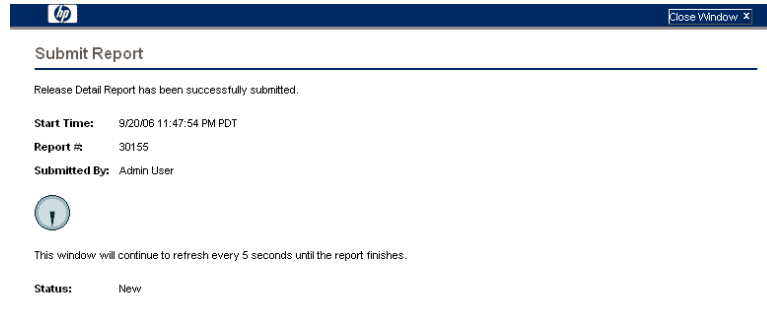 hp
Close Window x
Submit Report
Release Detail Report has been successfully submitted.
Start Time: 9/20/06 11:47:54 PM PDT
Report #: 30155
Submitted By: Admin User
This window will continue to refresh every 5 seconds until the report finishes.
Status: New